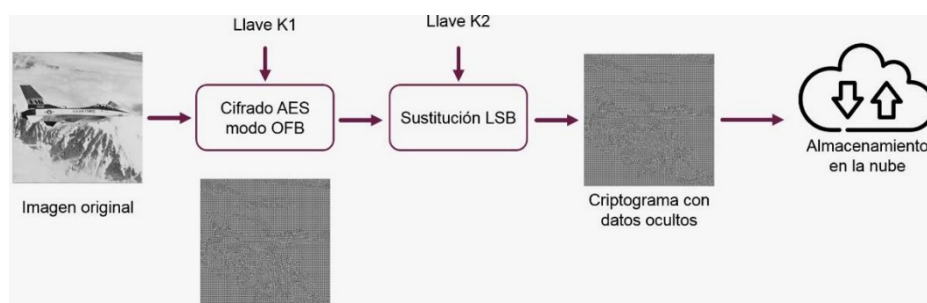 Llave K1
Llave K2
Cifrado AES
modo OFB
Sustitución LSB
Imagen original
Criptograma con
datos ocultos
Almacenamiento
en la nube